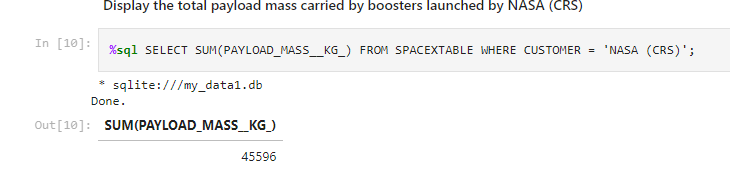 Display the total payload mass carried by boosters launched by NASA (CRS)
In [10]: %sql SELECT SUM(PAYLOAD_MASS__KG_) FROM SPACEXTABLE WHERE CUSTOMER = 'NASA (CRS)';
* sqlite:///my_data1.db
Done.
Out[10]: SUM(PAYLOAD_MASS__KG_)
45596